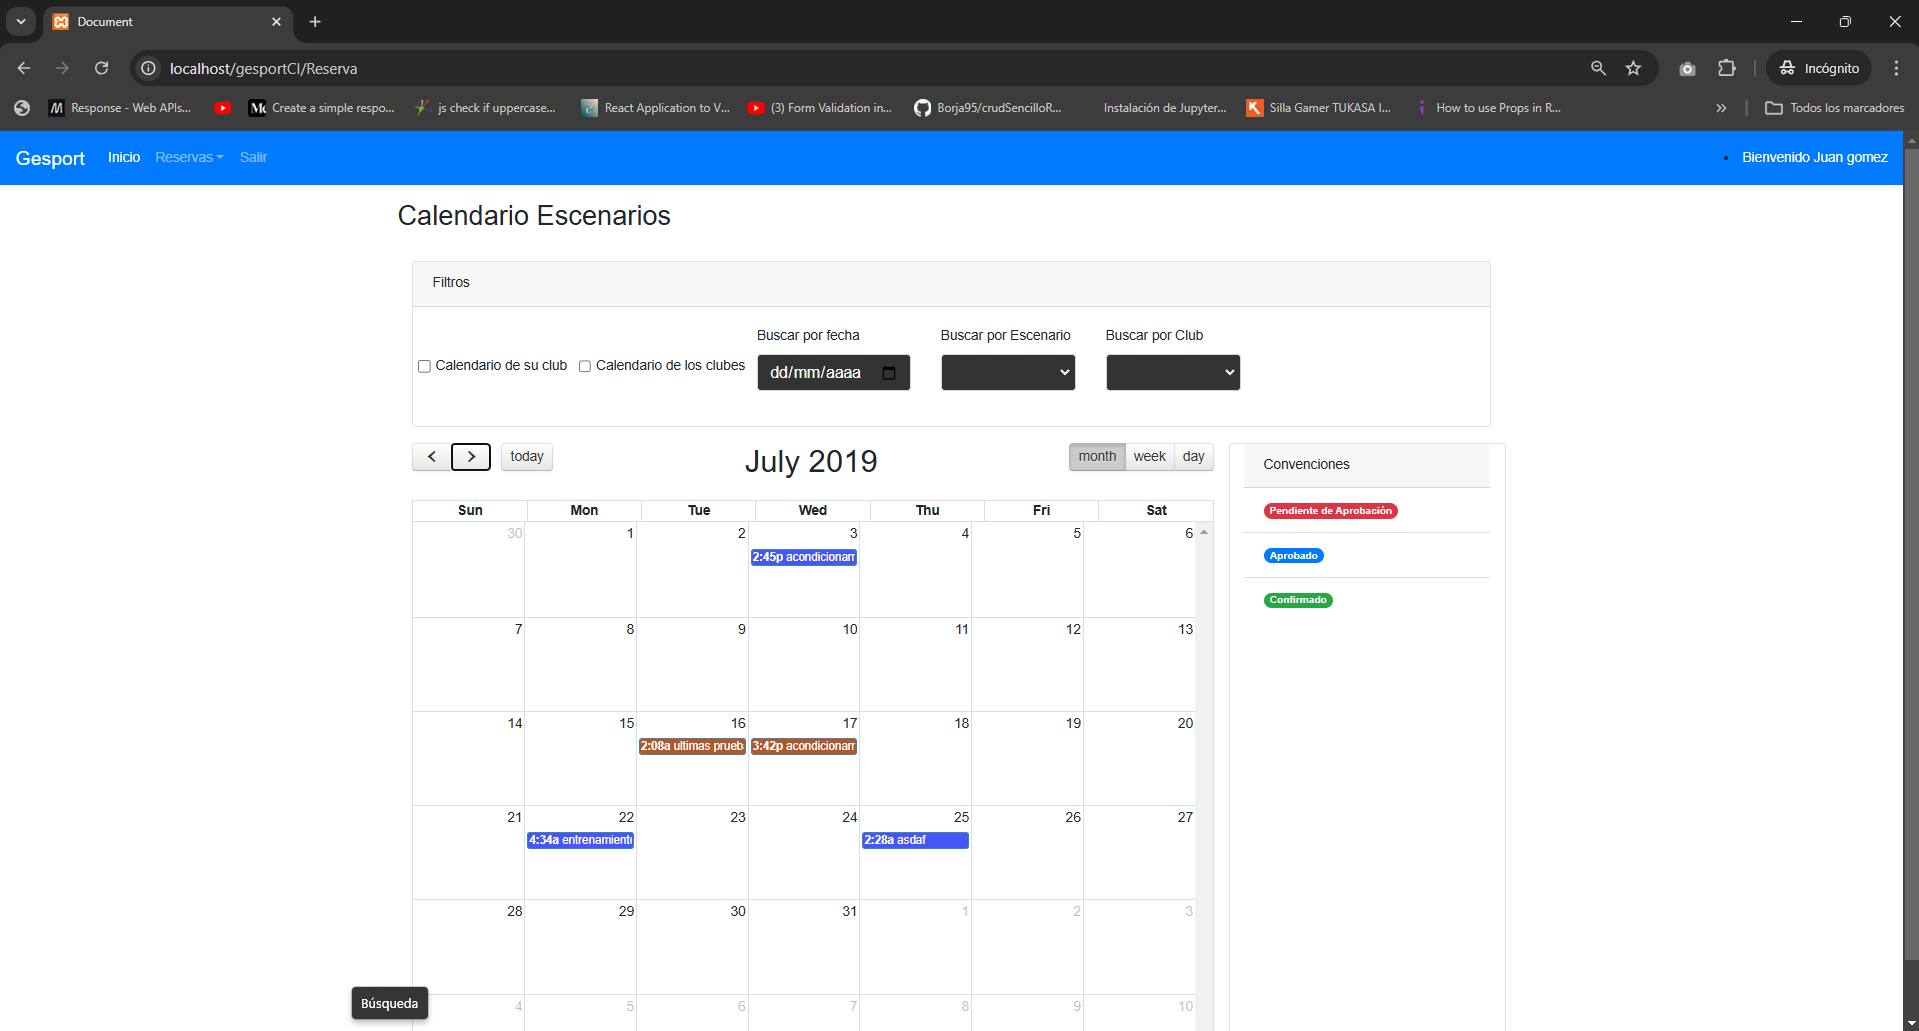 Document
localhost/gesportCI/Reserva
Incógnito
Response - Web APIs...
Create a simple respo...
js check if uppercase...
React Application to V...
(3) Form Validation in...
Borja95/crudSencilloR...
Instalación de Jupyter...
Silla Gamer TUKASA I...
How to use Props in R...
Todos los marcadores
Gesport Inicio Reservas Salir
Bienvenido Juan gomez
Calendario Escenarios
Filtros
Buscar por fecha Buscar por Escenario Buscar por Club
Calendario de su club Calendario de los clubes
dd/mm/aaaa
today July 2019 month week day
Sun Mon Tue Wed Thu Fri Sat
30 1 2 3 4 5 6
2:45p acondicionam
7 8 9 10 11 12 13
14 15 16 17 18 19 20
2:08a ultimas prueb 3:42p acondicionam
21 22 23 24 25 26 27
4:34a entrenamiento 2:28a asdaf
28 29 30 31 1 2 3
4 5 6 7 8 9 10
Convenciones
Pendiente de Aprobación
Aprobado
Confirmado
Búsqueda